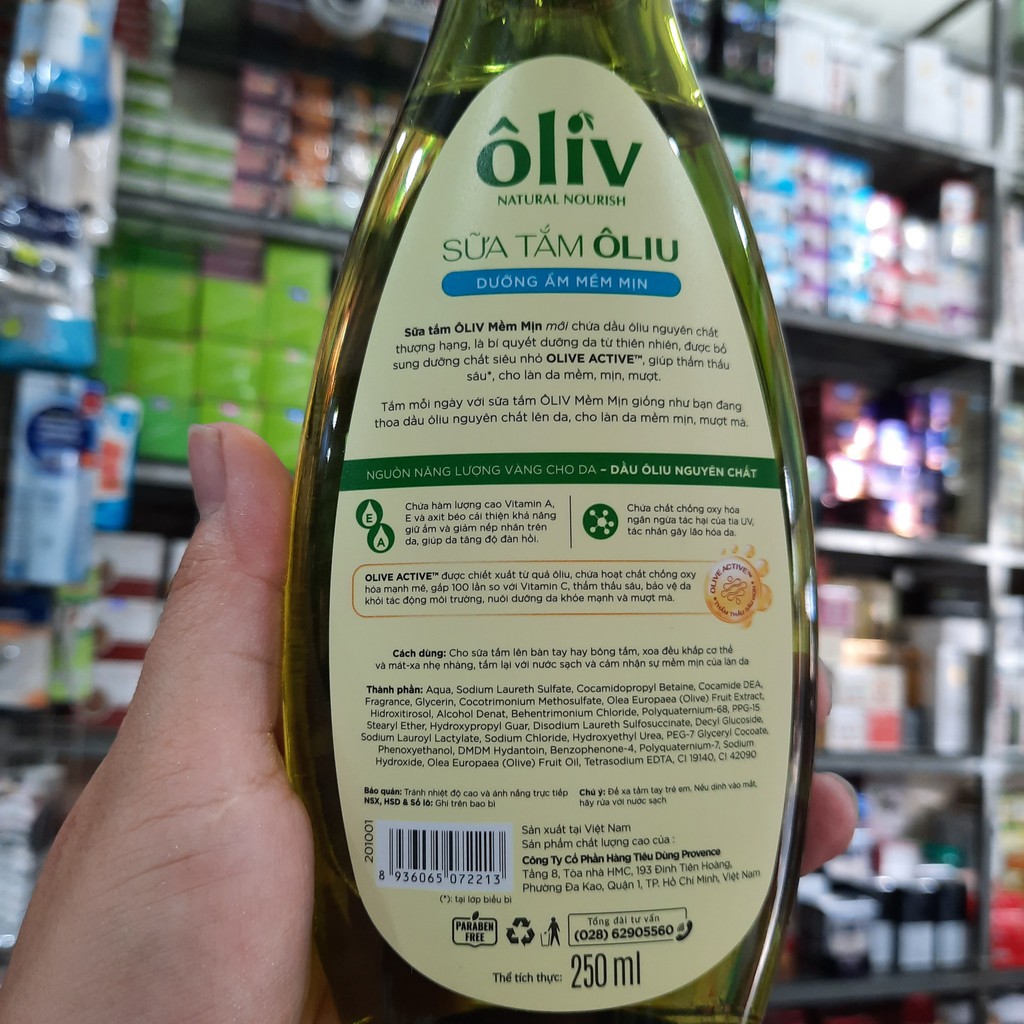 ôliv
NATURAL NOURISH
SỮA TẮM ÔLIU
DƯỠNG ẨM MỀM MỊN
Sữa tắm ÔLIV Mềm Mịn mới chứa dầu ôliu nguyên chất
thượng hạng, là bí quyết dưỡng da từ thiên nhiên, được bổ
sung dưỡng chất siêu nhỏ OLIVE ACTIVE™, giúp thẩm thấu
sâu*, cho làn da mềm, mịn, mượt.
Tắm mỗi ngày với sữa tắm ÔLIV Mềm Mịn giống như bạn đang
thoa dầu ôliu nguyên chất lên da, cho làn da mềm mịn, mượt mà.
NGUỒN NĂNG LƯỢNG VÀNG CHO DA – DẦU ÔLIU NGUYÊN CHẤT
E
A
Chứa hàm lượng cao Vitamin A,
E và axit béo cải thiện khả năng
giữ ẩm và giảm nếp nhăn trên
da, giúp da tăng độ đàn hồi.
Chứa chất chống oxy hóa
ngăn ngừa tác hại của tia UV,
tác nhân gây lão hóa da.
OLIVE ACTIVE™ được chiết xuất từ quả ôliu, chứa hoạt chất chống oxy
hóa mạnh mẽ, gấp 100 lần so với Vitamin C, thẩm thấu sâu, bảo vệ da
khỏi tác động môi trường, nuôi dưỡng da khỏe mạnh và mượt mà.
OLIVE ACTIVE™
Cách dùng: Cho sữa tắm lên bàn tay hay bông tắm, xoa đều khắp cơ thể
và mát-xa nhẹ nhàng, tắm lại với nước sạch và cảm nhận sự mềm mịn của làn da
Thành phần: Aqua, Sodium Laureth Sulfate, Cocamidopropyl Betaine, Cocamide DEA,
Fragrance, Glycerin, Cocotrimonium Methosulfate, Olea Europaea (Olive) Fruit Extract,
Hidroxitirosol, Alcohol Denat, Behentrimonium Chloride, Polyquaternium-68, PPG-15
Stearyl Ether, Hydroxypropyl Guar, Disodium Laureth Sulfosuccinate, Decyl Glucoside,
Sodium Lauroyl Lactylate, Sodium Chloride, Hydroxyethyl Urea, PEG-7 Glyceryl Cocoate,
Phenoxyethanol, DMDM Hydantoin, Benzophenone-4, Polyquaternium-7, Sodium
Hydroxide, Olea Europaea (Olive) Fruit Oil, Tetrasodium EDTA, CI 19140, CI 42090
Bảo quản: Tránh nhiệt độ cao và ánh nắng trực tiếp
NSX, HSD & Số lô: Ghi trên bao bì
Chú ý: Để xa tầm tay trẻ em. Nếu dính vào mắt,
hãy rửa với nước sạch
201001
8 936065 072213
Sản xuất tại Việt Nam
Sản phẩm chất lượng cao của :
Công Ty Cổ Phần Hàng Tiêu Dùng Provence
Tầng 8, Tòa nhà HMC, 193 Đinh Tiên Hoàng,
Phường Đa Kao, Quận 1, TP. Hồ Chí Minh, Việt Nam
(*): tại lớp biểu bì
PARABEN
FREE
Tổng đài tư vấn
(028) 62905560
Thể tích thực: 250 ml